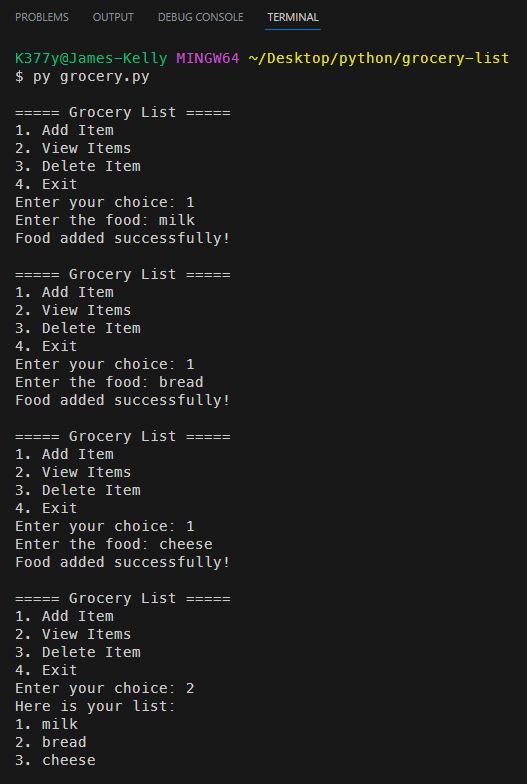 PROBLEMS OUTPUT DEBUG CONSOLE TERMINAL
K377y@James-Kelly MINGW64 ~/Desktop/python/grocery-list
$ py grocery.py
===== Grocery List =====
1. Add Item
2. View Items
3. Delete Item
4. Exit
Enter your choice: 1
Enter the food: milk
Food added successfully!
===== Grocery List =====
1. Add Item
2. View Items
3. Delete Item
4. Exit
Enter your choice: 1
Enter the food: bread
Food added successfully!
===== Grocery List =====
1. Add Item
2. View Items
3. Delete Item
4. Exit
Enter your choice: 1
Enter the food: cheese
Food added successfully!
===== Grocery List =====
1. Add Item
2. View Items
3. Delete Item
4. Exit
Enter your choice: 2
Here is your list:
1. milk
2. bread
3. cheese